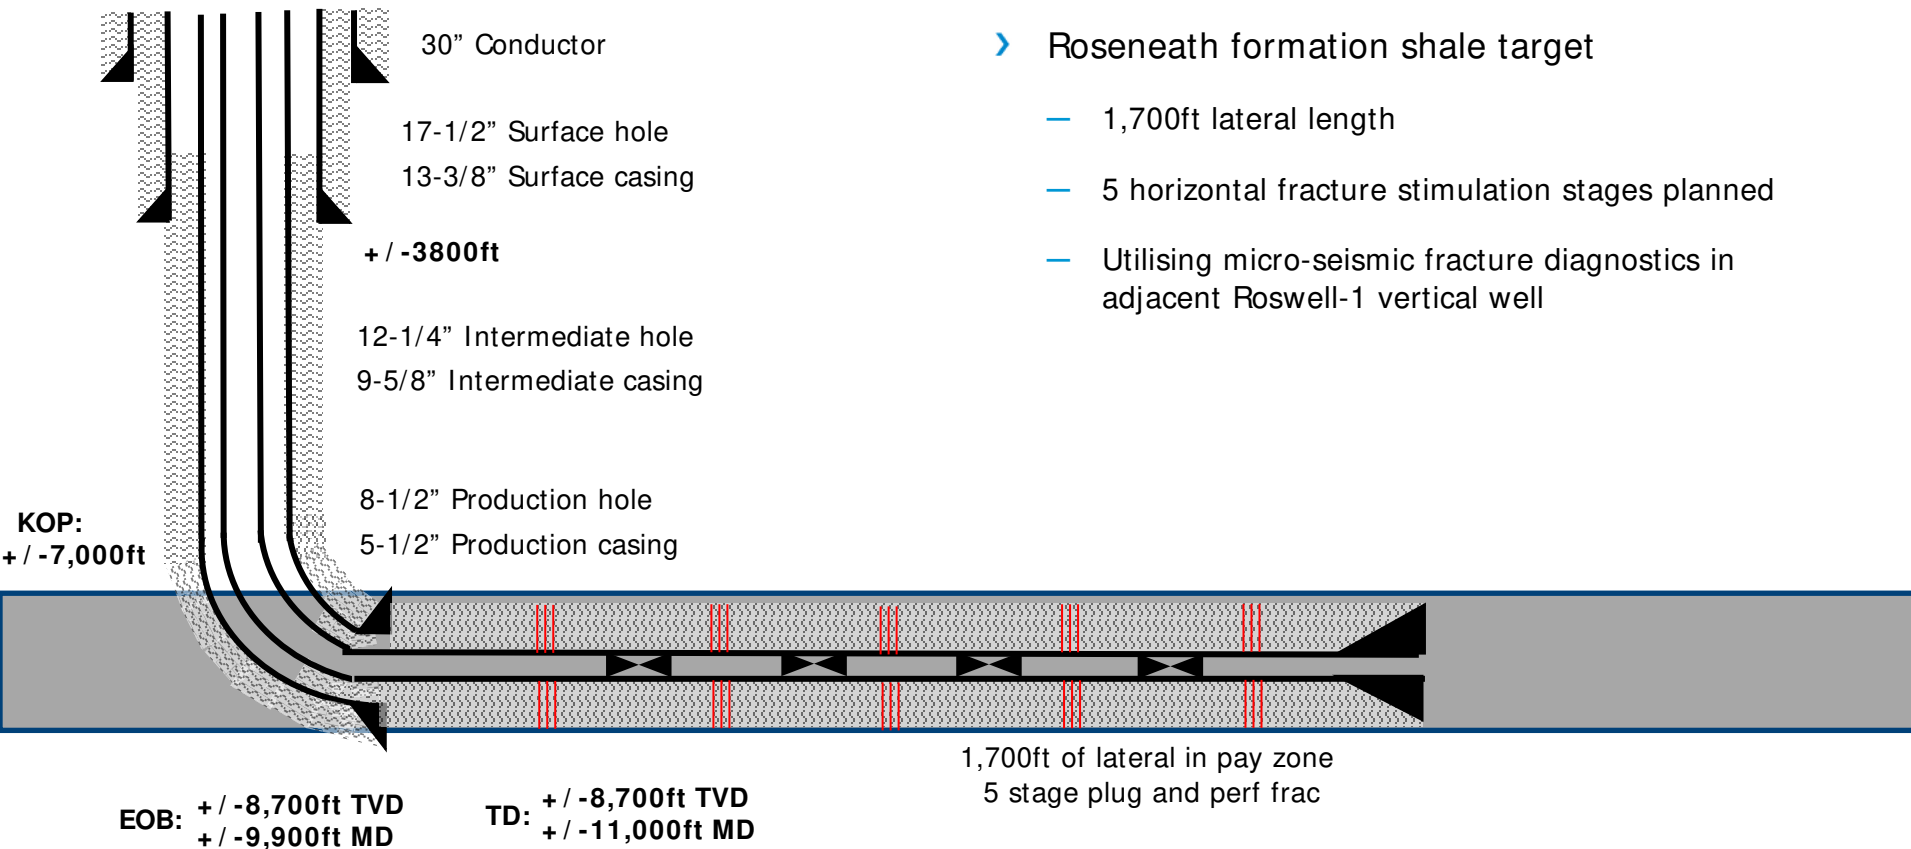 30” Conductor
17-1/2” Surface hole
13-3/8” Surface casing
+/-3800ft
12-1/4” Intermediate hole
9-5/8” Intermediate casing
8-1/2” Production hole
5-1/2” Production casing
KOP:
+/-7,000ft
› Roseneath formation shale target
— 1,700ft lateral length
— 5 horizontal fracture stimulation stages planned
— Utilising micro-seismic fracture diagnostics in
adjacent Roswell-1 vertical well
1,700ft of lateral in pay zone
5 stage plug and perf frac
EOB: +/-8,700ft TVD
+/-9,900ft MD
TD: +/-8,700ft TVD
+/-11,000ft MD